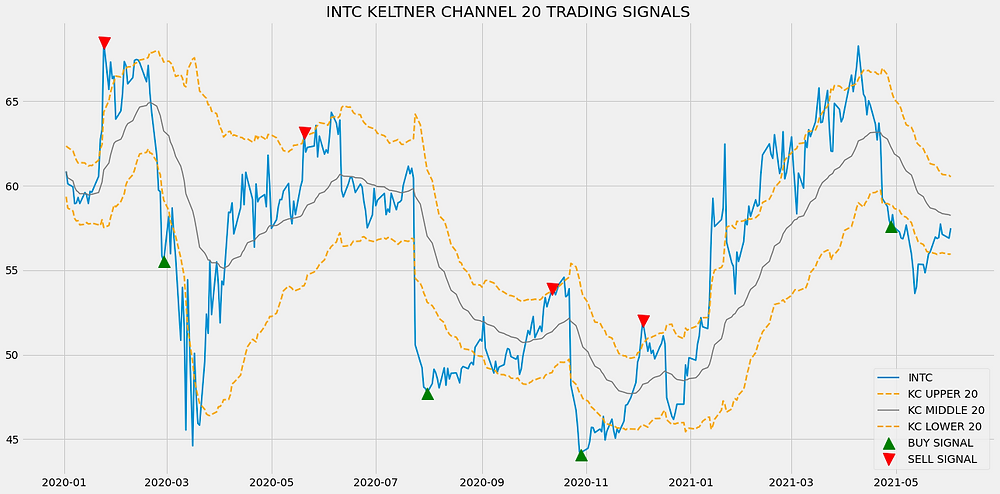 INTC KELTNER CHANNEL 20 TRADING SIGNALS
65
60
55
50
45
2020-01
2020-03
2020-05
2020-07
2020-09
2020-11
2021-01
2021-03
2021-05
INTC
KC UPPER 20
KC MIDDLE 20
KC LOWER 20
BUY SIGNAL
SELL SIGNAL